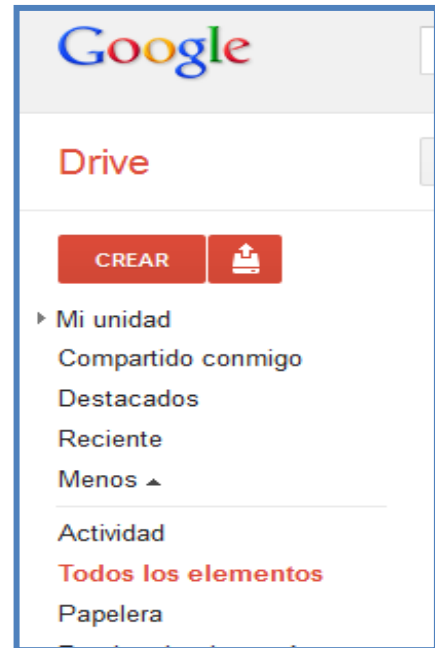 Google
Drive
CREAR
Mi unidad
Compartido conmigo
Destacados
Reciente
Menos
Actividad
Todos los elementos
Papelera